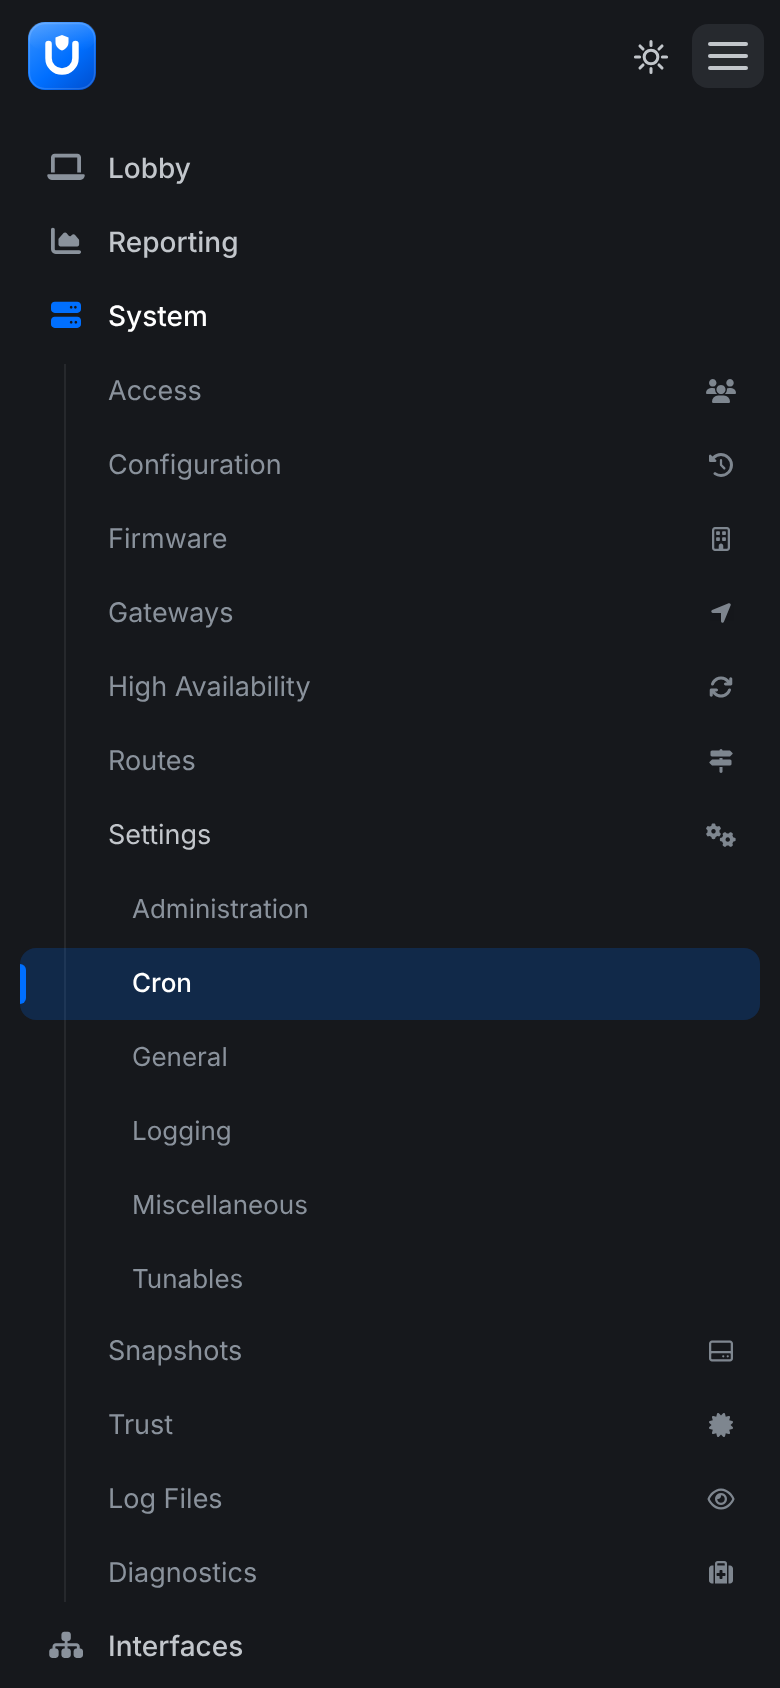 Lobby
Reporting
System
Access
Configuration
Firmware
Gateways
High Availability
Routes
Settings
Administration
Cron
General
Logging
Miscellaneous
Tunables
Snapshots
Trust
Log Files
Diagnostics
Interfaces